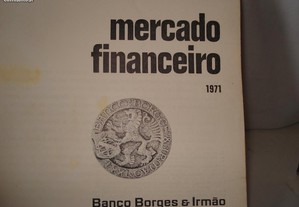 mercado
financeiro
1971
Banco Borges & Irmão